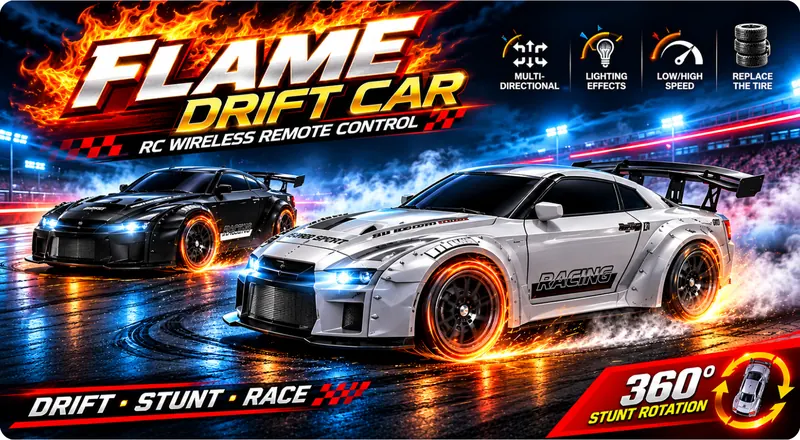 FLAME
DRIFT CAR
RC WIRELESS REMOTE CONTROL
MULTI-
DIRECTIONAL
LIGHTING
EFFECTS
LOW/HIGH
SPEED
REPLACE
THE TIRE
RACING
DRIFT · STUNT · RACE
360°
STUNT ROTATION